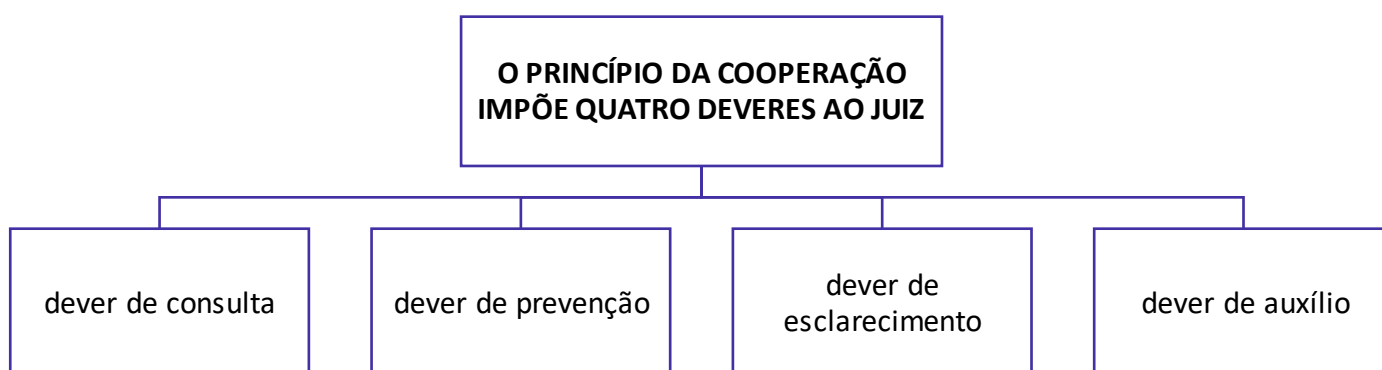 O PRINCÍPIO DA COOPERAÇÃO
IMPÕE QUATRO DEVERES AO JUIZ
dever de consulta
dever de prevenção
dever de
esclarecimento
dever de auxílio